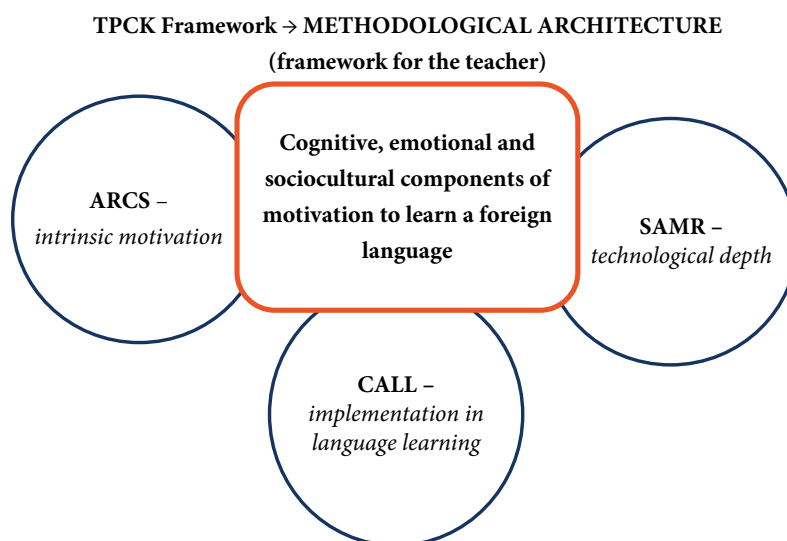 TPCK Framework → METHODOLOGICAL ARCHITECTURE
(framework for the teacher)
Cognitive, emotional and
sociocultural components of
motivation to learn a foreign
language
ARCS –
intrinsic motivation
SAMR –
technological depth
CALL –
implementation in
language learning